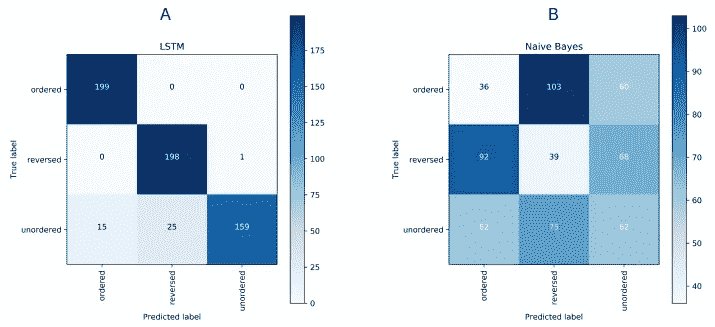 A
B
LSTM
Naive Bayes
ordered
reversed
unordered
True label
199 0 0
0 198 1
15 25 159
ordered
reversed
unordered
Predicted label
175
150
125
100
75
50
25
0
ordered
reversed
unordered
True label
36 103 60
92 39 68
62 75 62
ordered
reversed
unordered
Predicted label
100
90
80
70
60
50
40